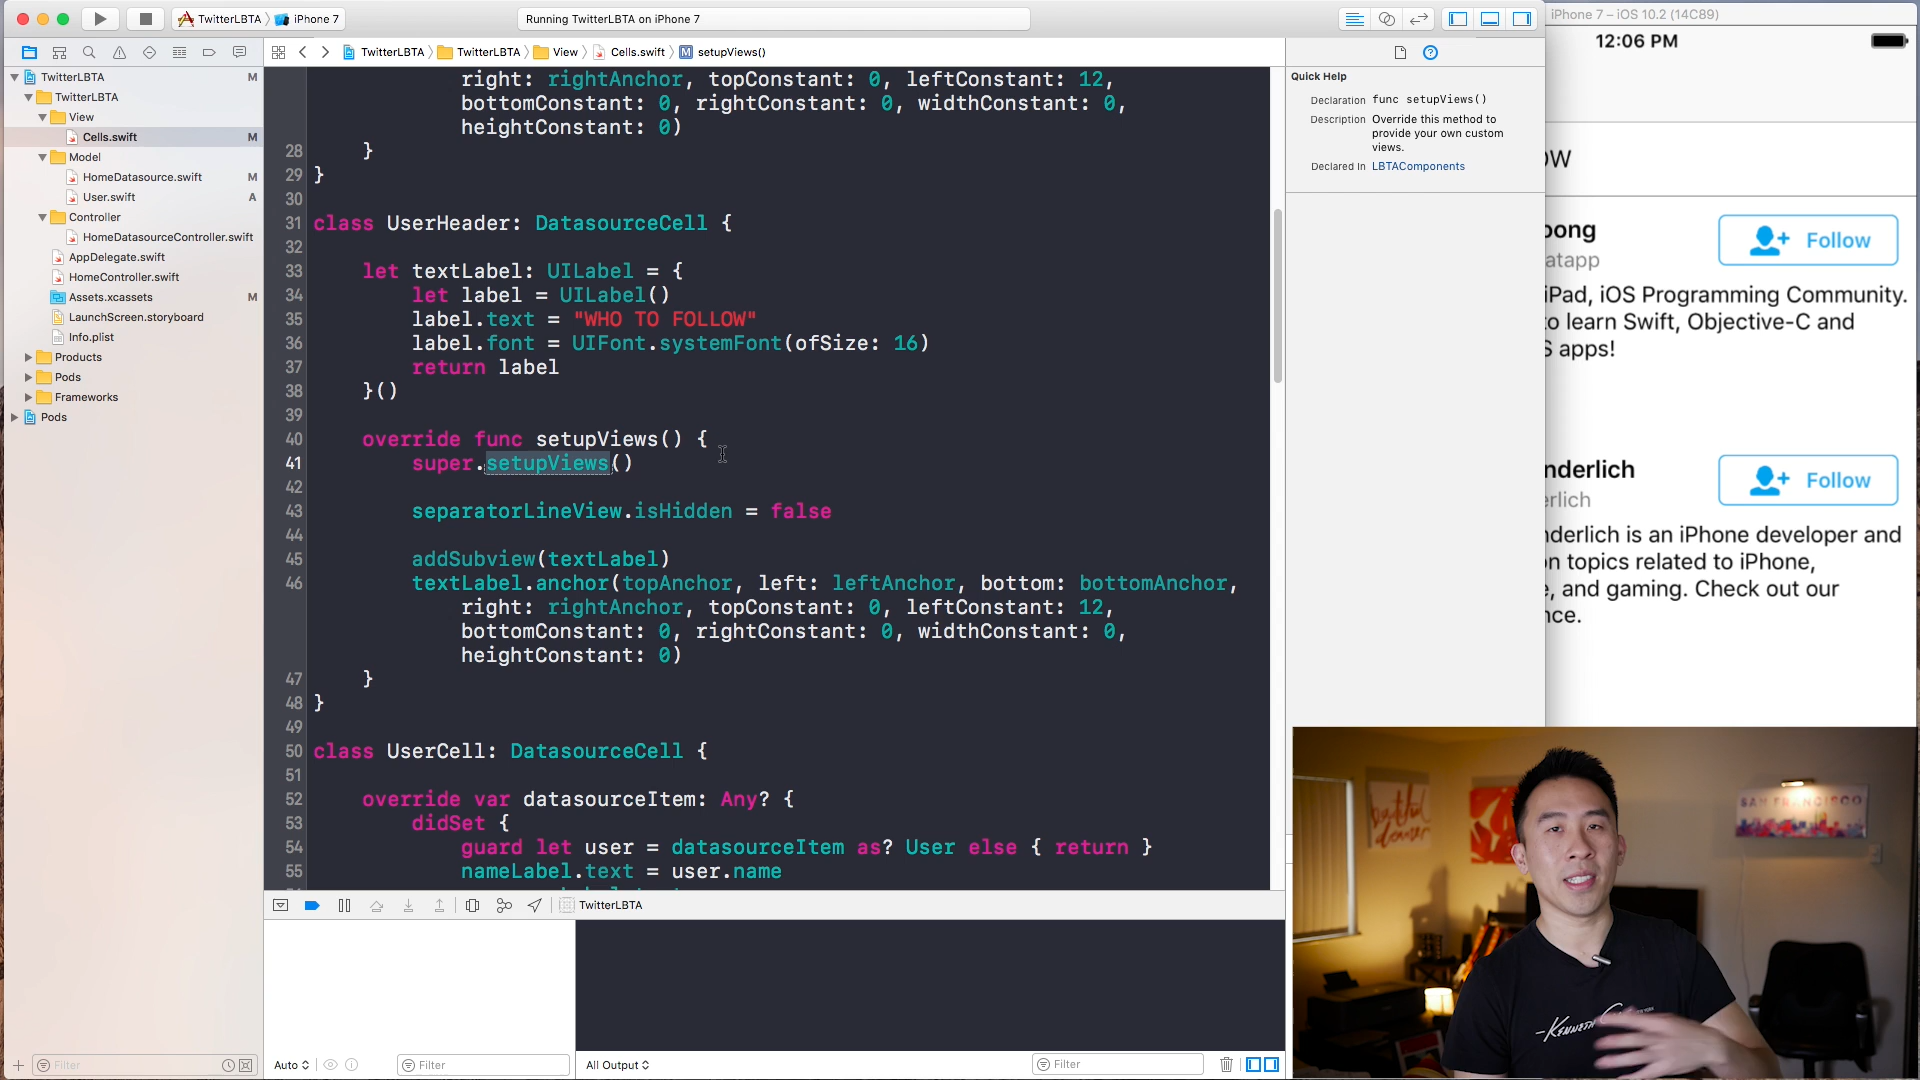 TwitterLBTA
iPhone 7
Running TwitterLBTA on iPhone 7
iPhone 7 – iOS 10.2 (14C89)
12:06 PM
TwitterLBTA
TwitterLBTA
View
Cells.swift
setupViews()
TwitterLBTA M
TwitterLBTA
View
Cells.swift M
Model
HomeDatasource.swift M
User.swift A
Controller
HomeDatasourceController.swift
AppDelegate.swift
HomeController.swift
Assets.xcassets M
LaunchScreen.storyboard
Info.plist
Products
Pods
Frameworks
Pods
Filter
right: rightAnchor, topConstant: 0, leftConstant: 12,
bottomConstant: 0, rightConstant: 0, widthConstant: 0,
heightConstant: 0)
28 }
29 }
30
31 class UserHeader: DatasourceCell {
32
33 let textLabel: UILabel = {
34 let label = UILabel()
35 label.text = "WHO TO FOLLOW"
36 label.font = UIFont.systemFont(ofSize: 16)
37 return label
38 }()
39
40 override func setupViews() {
41 super.setupViews()
42
43 separatorLineView.isHidden = false
44
45 addSubview(textLabel)
46 textLabel.anchor(topAnchor, left: leftAnchor, bottom: bottomAnchor,
right: rightAnchor, topConstant: 0, leftConstant: 12,
bottomConstant: 0, rightConstant: 0, widthConstant: 0,
heightConstant: 0)
47 }
48 }
49
50 class UserCell: DatasourceCell {
51
52 override var datasourceItem: Any? {
53 didSet {
54 guard let user = datasourceItem as? User else { return }
55 nameLabel.text = user.name
TwitterLBTA
Auto
Filter
All Output
Filter
Quick Help
Declaration func setupViews()
Description Override this method to
provide your own custom
views.
Declared In LBTAComponents
OW
oong
atapp
Follow
iPad, iOS Programming Community.
o learn Swift, Objective-C and
S apps!
nderlich
erlich
Follow
nderlich is an iPhone developer and
n topics related to iPhone,
e, and gaming. Check out our
nce.
SAN FRANCISCO